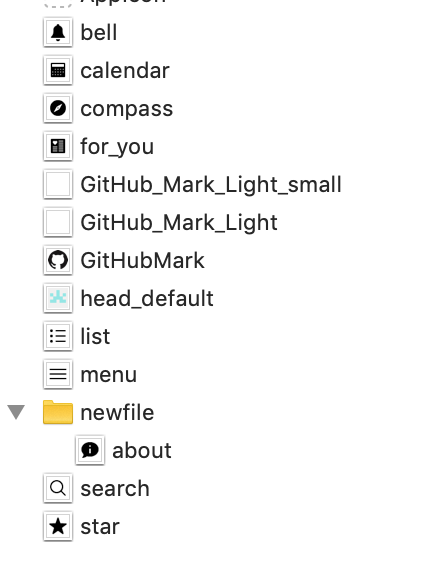 bell
calendar
compass
for_you
GitHub_Mark_Light_small
GitHub_Mark_Light
GitHubMark
head_default
list
menu
newfile
about
search
star